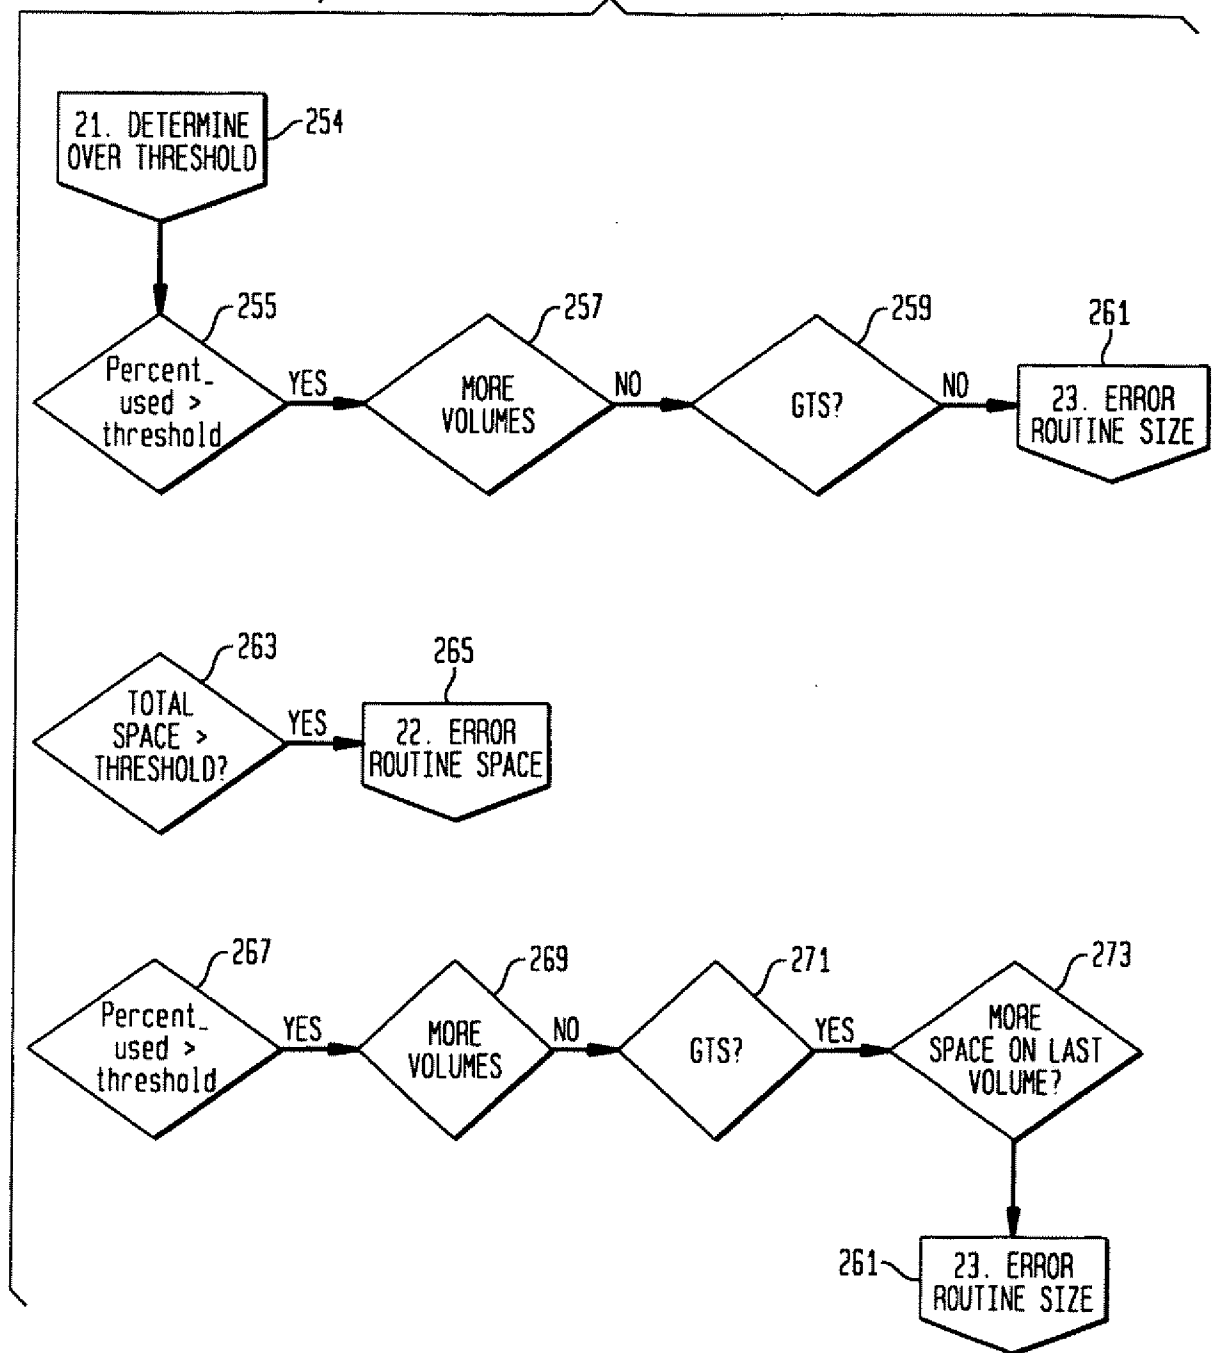 21. DETERMINE
OVER THRESHOLD
254
255
Percent_
used >
threshold
YES
257
MORE
VOLUMES
NO
259
GTS?
NO
261
23. ERROR
ROUTINE SIZE
263
TOTAL
SPACE >
THRESHOLD?
YES
265
22. ERROR
ROUTINE SPACE
267
Percent_
used >
threshold
YES
269
MORE
VOLUMES
NO
271
GTS?
YES
273
MORE
SPACE ON LAST
VOLUME?
261
23. ERROR
ROUTINE SIZE